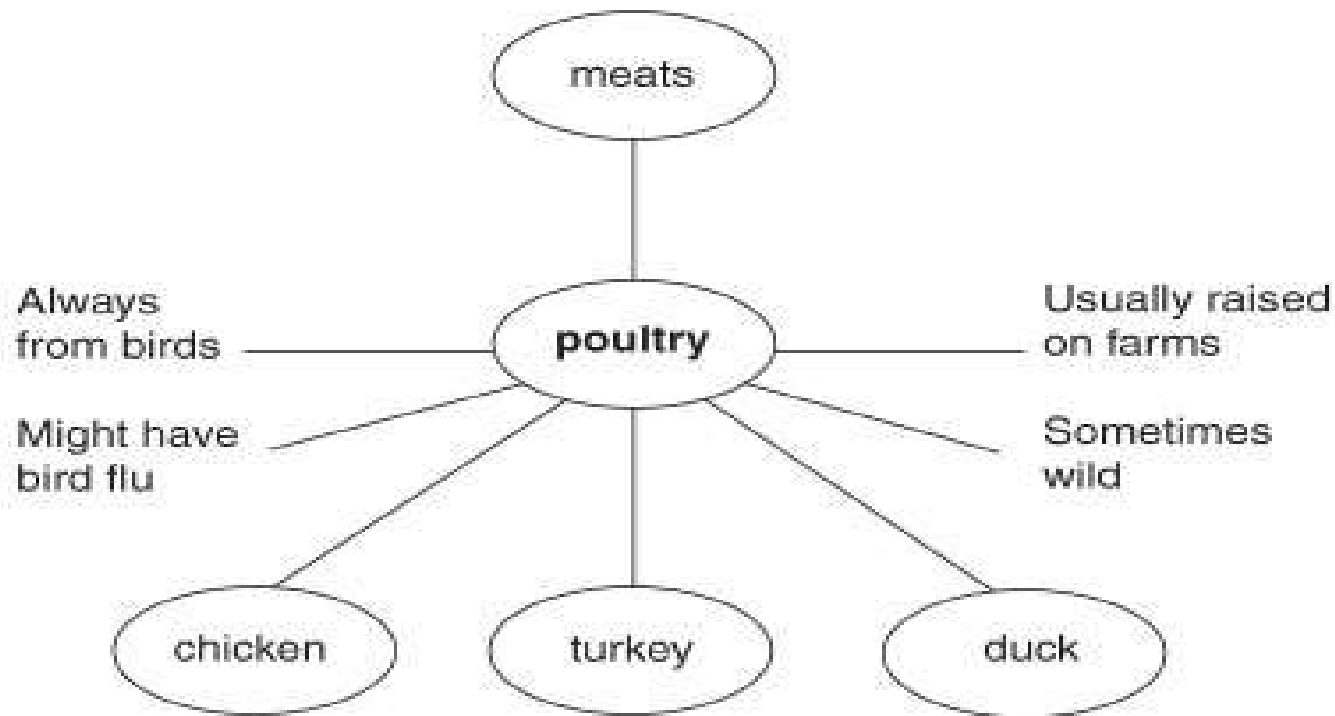 meats
Always
from birds
poultry
Usually raised
on farms
Might have
bird flu
Sometimes
wild
chicken
turkey
duck